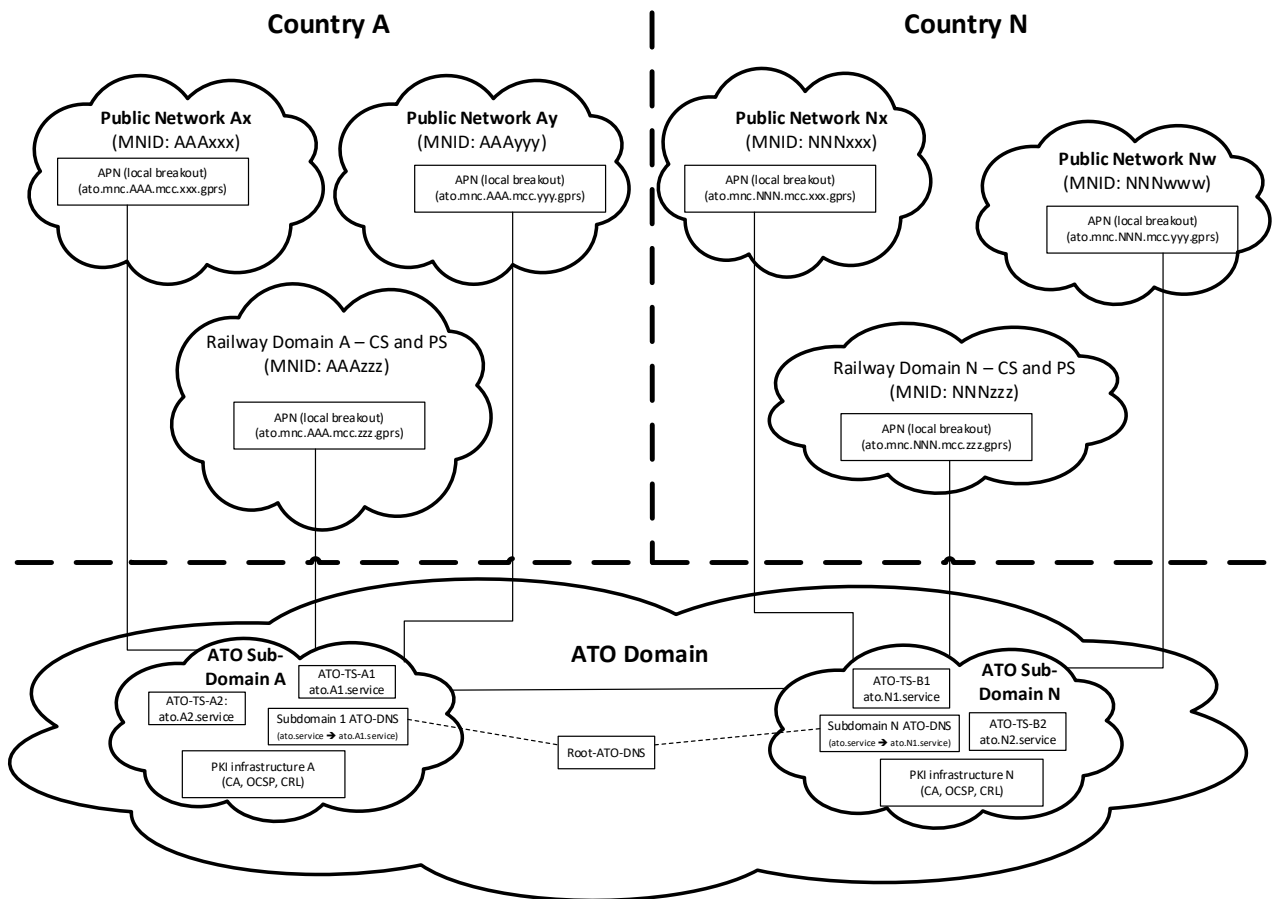 Country A
Country N
Public Network Ax
(MNID: AAAxxx)
APN (local breakout)
(ato.mnc.AAA.mcc.xxx.gprs)
Public Network Ay
(MNID: AAAyyy)
APN (local breakout)
(ato.mnc.AAA.mcc.yyy.gprs)
Public Network Nx
(MNID: NNNxxx)
APN (local breakout)
(ato.mnc.NNN.mcc.xxx.gprs)
Public Network Nw
(MNID: NNNwww)
APN (local breakout)
(ato.mnc.NNN.mcc.yyy.gprs)
Railway Domain A – CS and PS
(MNID: AAAzzz)
APN (local breakout)
(ato.mnc.AAA.mcc.zzz.gprs)
Railway Domain N – CS and PS
(MNID: NNNzzz)
APN (local breakout)
(ato.mnc.NNN.mcc.zzz.gprs)
ATO Domain
ATO Sub-
Domain A
ATO-TS-A1
ato.A1.service
ATO-TS-A2:
ato.A2.service
Subdomain 1 ATO-DNS
(ato.service ➔ ato.A1.service)
PKI infrastructure A
(CA, OCSP, CRL)
Root-ATO-DNS
ATO-TS-B1
ato.N1.service
ATO Sub-
Domain N
Subdomain N ATO-DNS
(ato.service ➔ ato.N1.service)
ATO-TS-B2
ato.N2.service
PKI infrastructure N
(CA, OCSP, CRL)